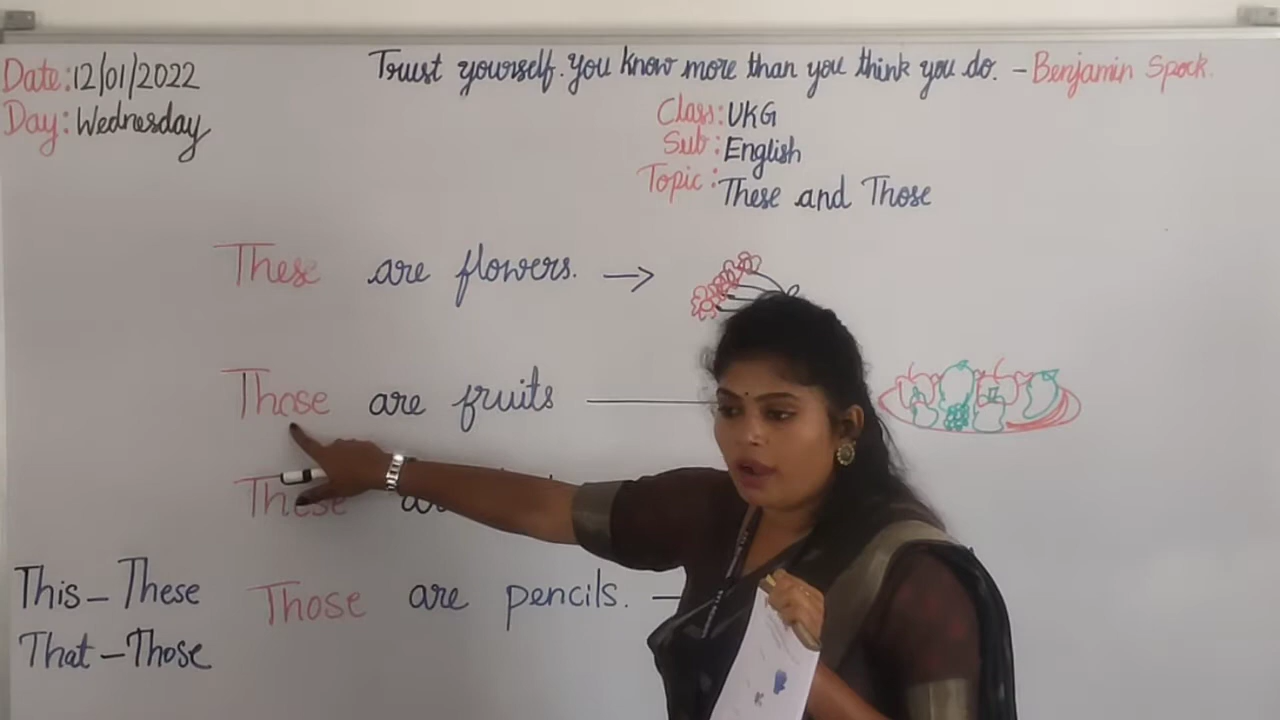 Date: 12/01/2022
Trust yourself. You know more than you think you do. - Benjamin Spock.
Day: Wednesday
Class: UKG
Sub: English
Topic: These and Those
These are flowers.
Those are fruits
These
Those are pencils.
This - These
That - Those